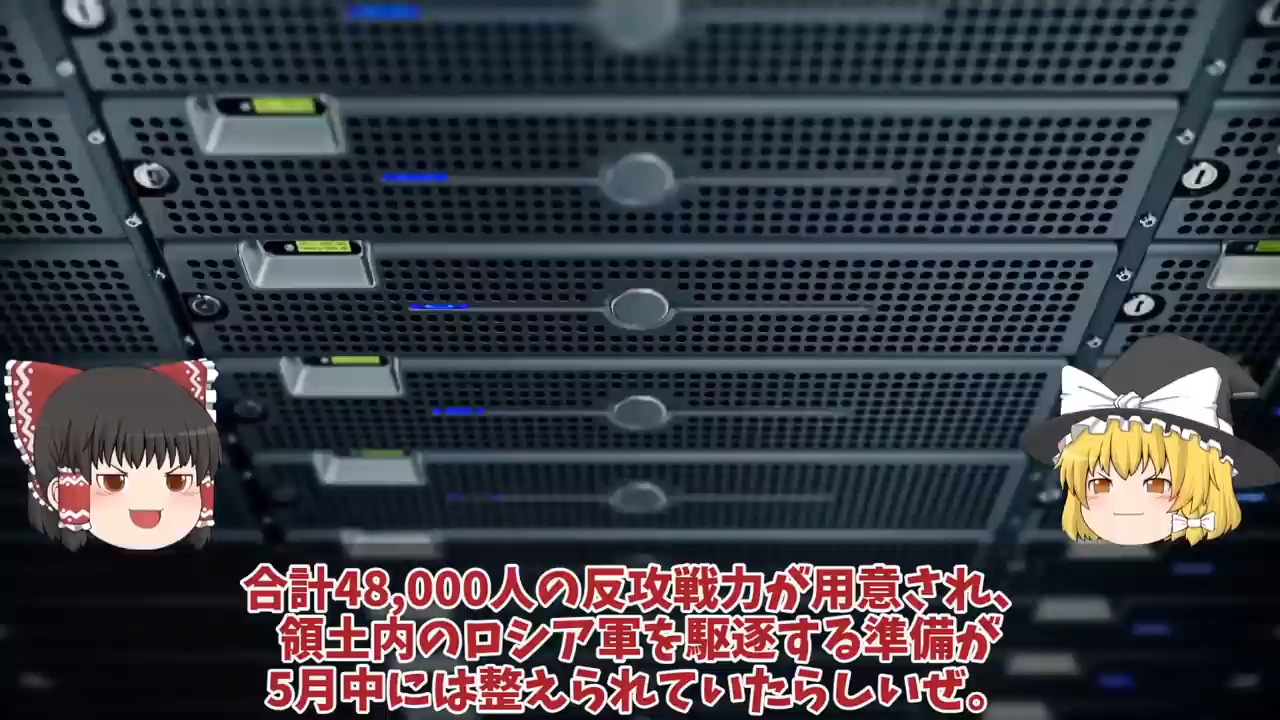 合計48,000人の反攻戦力が用意され、
領土内のロシア軍を駆逐する準備が
5月中には整えられていたらしいぜ。